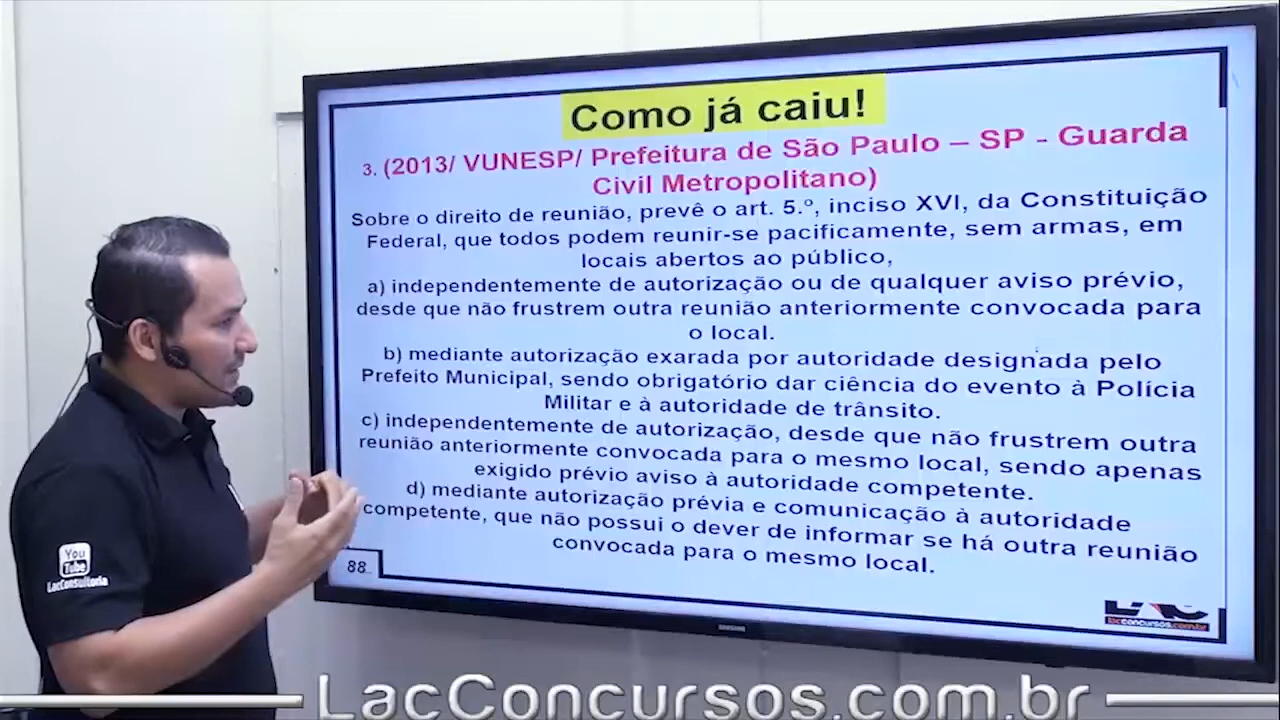 Como já caiu!
3. (2013/ VUNESP/ Prefeitura de São Paulo – SP - Guarda
Civil Metropolitano)
Sobre o direito de reunião, prevê o art. 5.º, inciso XVI, da Constituição
Federal, que todos podem reunir-se pacificamente, sem armas, em
locais abertos ao público,
a) independentemente de autorização ou de qualquer aviso prévio,
desde que não frustrem outra reunião anteriormente convocada para
o local.
b) mediante autorização exarada por autoridade designada pelo
Prefeito Municipal, sendo obrigatório dar ciência do evento à Polícia
Militar e à autoridade de trânsito.
c) independentemente de autorização, desde que não frustrem outra
reunião anteriormente convocada para o mesmo local, sendo apenas
exigido prévio aviso à autoridade competente.
d) mediante autorização prévia e comunicação à autoridade
competente, que não possui o dever de informar se há outra reunião
convocada para o mesmo local.
88
LAC
lacconcursos.com.br
SAMSUNG
You
Tube
LacConsultoria
LacConcursos.com.br